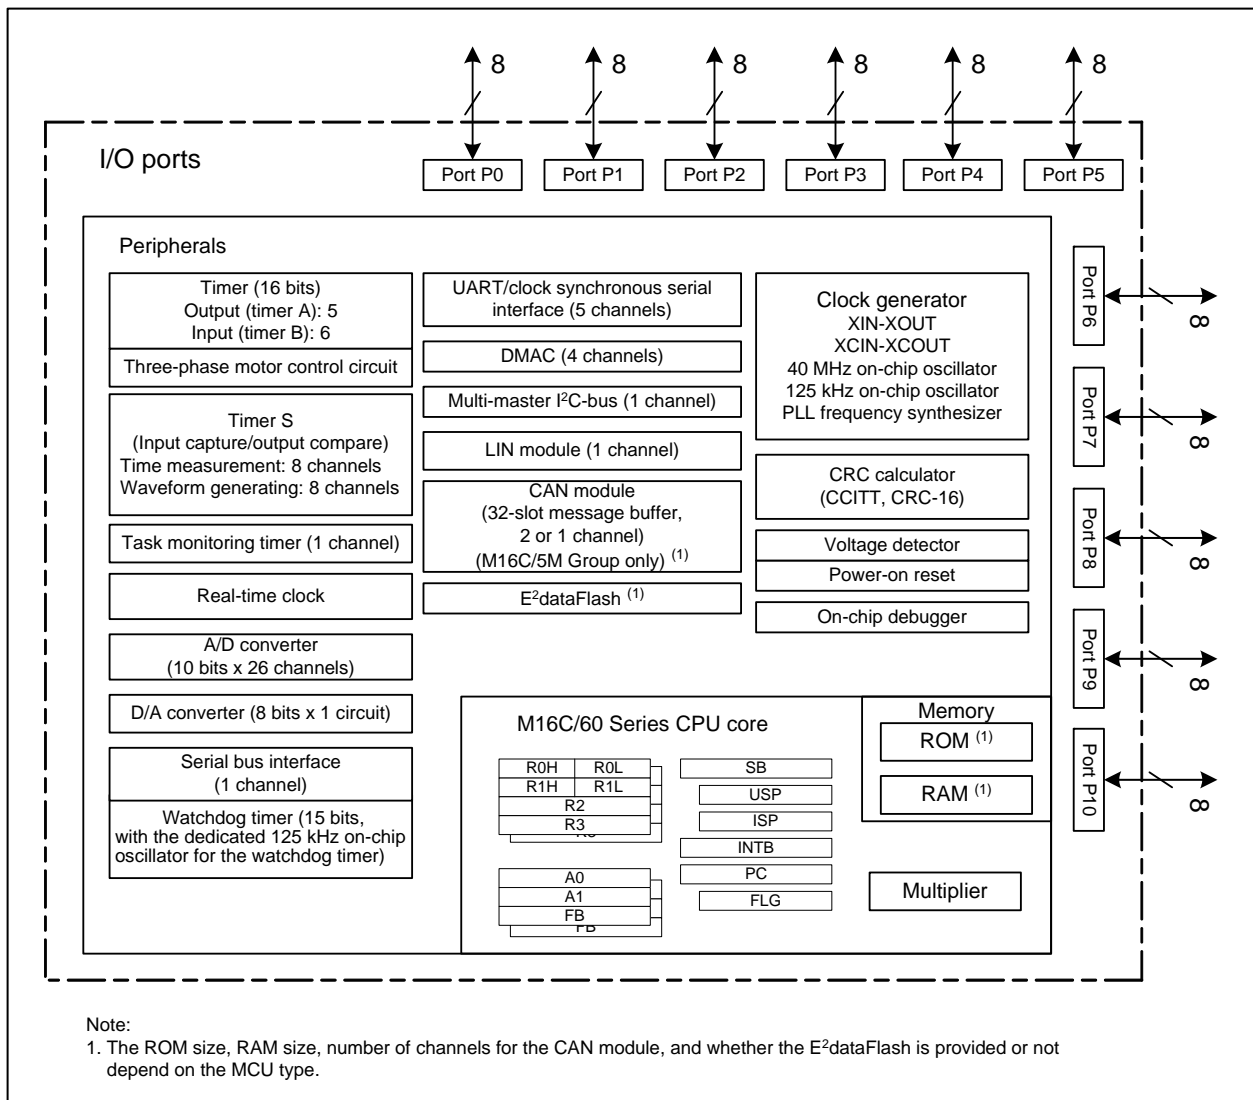 8 8 8 8 8 8
I/O ports
Port P0 Port P1 Port P2 Port P3 Port P4 Port P5
Peripherals
Timer (16 bits)
Output (timer A): 5
Input (timer B): 6
Three-phase motor control circuit
Timer S
(Input capture/output compare)
Time measurement: 8 channels
Waveform generating: 8 channels
Task monitoring timer (1 channel)
Real-time clock
A/D converter
(10 bits x 26 channels)
D/A converter (8 bits x 1 circuit)
Serial bus interface
(1 channel)
Watchdog timer (15 bits,
with the dedicated 125 kHz on-chip
oscillator for the watchdog timer)
UART/clock synchronous serial
interface (5 channels)
DMAC (4 channels)
Multi-master I²C-bus (1 channel)
LIN module (1 channel)
CAN module
(32-slot message buffer,
2 or 1 channel)
(M16C/5M Group only) (1)
E²dataFlash (1)
Clock generator
XIN-XOUT
XCIN-XCOUT
40 MHz on-chip oscillator
125 kHz on-chip oscillator
PLL frequency synthesizer
CRC calculator
(CCITT, CRC-16)
Voltage detector
Power-on reset
On-chip debugger
Port P6
8
Port P7
8
Port P8
8
Port P9
8
Port P10
8
M16C/60 Series CPU core
R0H R0L
R1H R1L
R2
R3
A0
A1
FB
FB
SB
USP
ISP
INTB
PC
FLG
Memory
ROM (1)
RAM (1)
Multiplier
Note:
1. The ROM size, RAM size, number of channels for the CAN module, and whether the E²dataFlash is provided or not
depend on the MCU type.